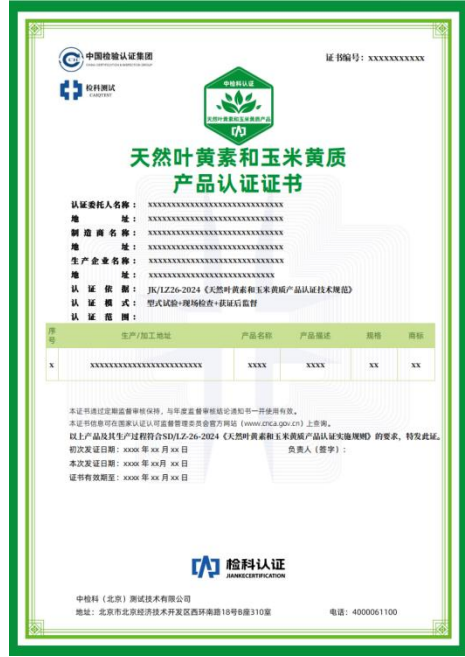 中国检验认证集团
CHINA CERTIFICATION & INSPECTION GROUP
证书编号：xxxxxxxxxxx
检科测试
CAIQTEST
中检科认证
天然叶黄素和玉米黄质产品
天然叶黄素和玉米黄质
产品认证证书
认证委托人名称： xxxxxxxxxxxxxxxxxxxxxxxxxxxxx
地 址： xxxxxxxxxxxxxxxxxxxxxxxxxxxxx
制造商名称： xxxxxxxxxxxxxxxxxxxxxxxxxxxxx
地 址： xxxxxxxxxxxxxxxxxxxxxxxxxxxxx
生产企业名称： xxxxxxxxxxxxxxxxxxxxxxxxxxxxx
地 址： xxxxxxxxxxxxxxxxxxxxxxxxxxx
认 证 依 据： JK/LZ26-2024《天然叶黄素和玉米黄质产品认证技术规范》
认 证 模 式： 型式试验+现场检查+获证后监督
认 证 范 围：
序号 生产/加工地址 产品名称 产品描述 规格 商标
x xxxxxxxxxxxxxxxxxxxxxxxx xxxx xxxx xx xx
本证书通过定期监督审核保持，与年度监督审核结论通知书一并使用有效。
本证书信息可在国家认证认可监督管理委员会官方网站（www.cnca.gov.cn）上查询。
以上产品及其生产过程符合SD/LZ-26-2024《天然叶黄素和玉米黄质产品认证实施规则》的要求，特发此证。
初次发证日期：xxxx 年 xx 月 xx 日 负责人（签字）：
本次发证日期：xxxx 年 xx月 xx 日
证书有效期至：xxxx 年 xx 月 xx 日
检科认证
JIANKECERTIFICATION
中检科（北京）测试技术有限公司
地址：北京市北京经济技术开发区西环南路18号B座310室 电话：4000061100